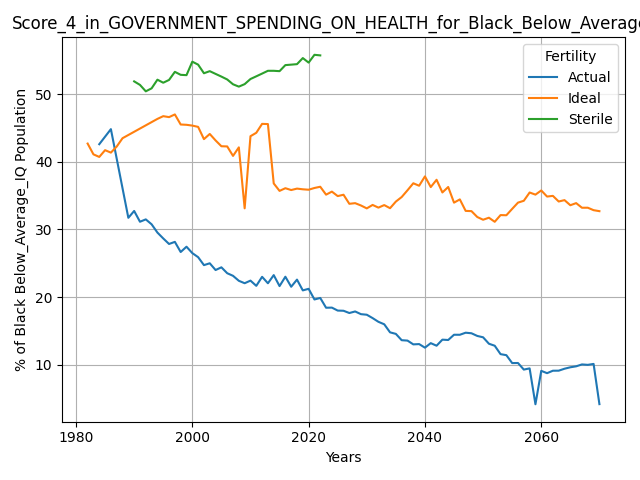 Score_4_in_GOVERNMENT_SPENDING_ON_HEALTH_for_Black_Below_Average
Fertility
Actual
Ideal
Sterile
% of Black Below_Average_IQ Population
50
40
30
20
10
1980 2000 2020 2040 2060
Years